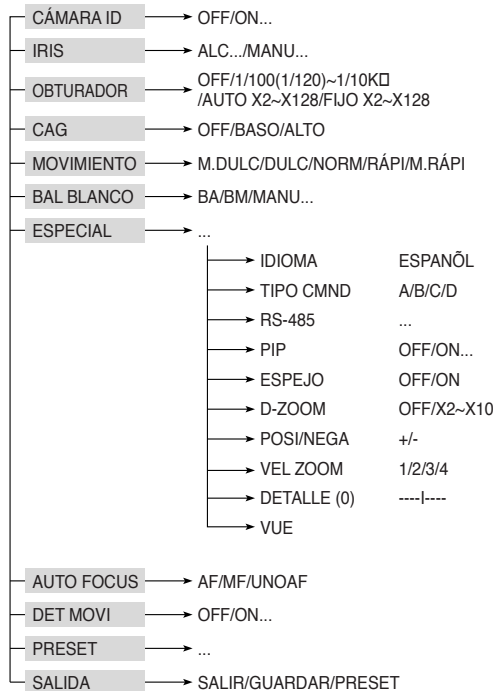 CÁMARA ID OFF/ON...
IRIS ALC.../MANU...
OBTURADOR OFF/1/100(1/120)~1/10K□
/AUTO X2~X128/FIJO X2~X128
CAG OFF/BASO/ALTO
MOVIMIENTO M.DULC/DULC/NORM/RÁPI/M.RÁPI
BAL BLANCO BA/BM/MANU...
ESPECIAL ...
IDIOMA ESPANÕL
TIPO CMND A/B/C/D
RS-485 ...
PIP OFF/ON...
ESPEJO OFF/ON
D-ZOOM OFF/X2~X10
POSI/NEGA +/-
VEL ZOOM 1/2/3/4
DETALLE (0) ----I----
VUE
AUTO FOCUS AF/MF/UNOAF
DET MOVI OFF/ON...
PRESET ...
SALIDA SALIR/GUARDAR/PRESET